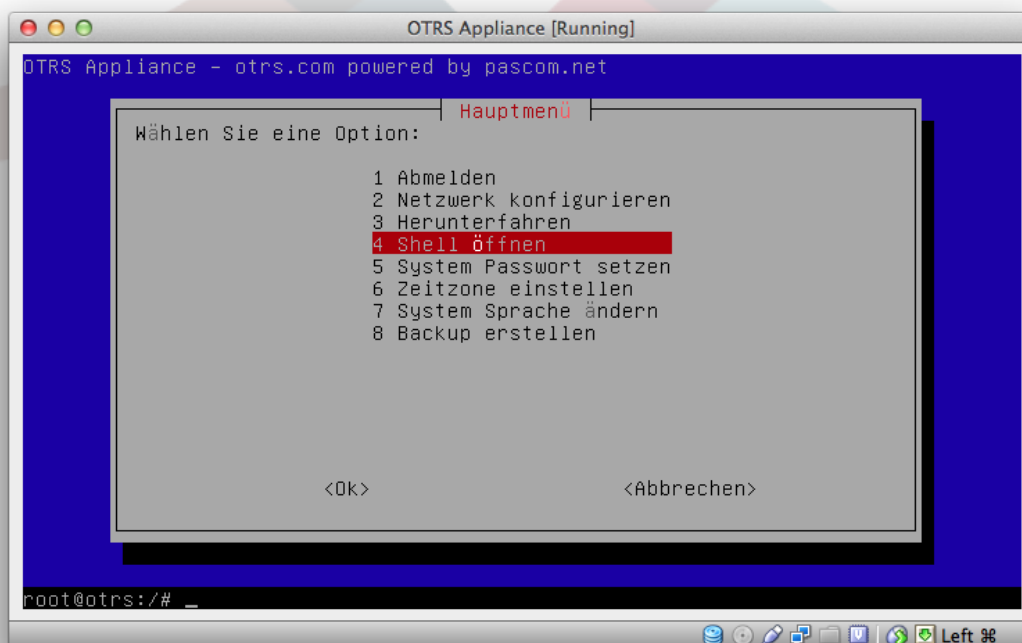 OTRS Appliance [Running]
OTRS Appliance – otrs.com powered by pascom.net
Hauptmenü
Wählen Sie eine Option:
1 Abmelden
2 Netzwerk konfigurieren
3 Herunterfahren
4 Shell öffnen
5 System Passwort setzen
6 Zeitzone einstellen
7 System Sprache ändern
8 Backup erstellen
<Ok> <Abbrechen>
root@otrs:/# _
Left ⌘